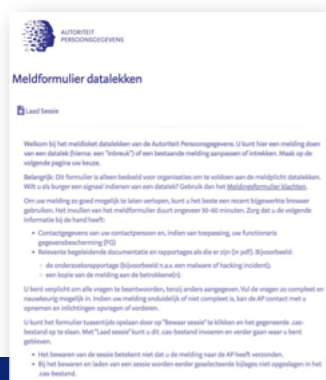 AUTORITEIT
PERSOONSGEGEVENS
Meldformulier datalekken
Laad Sessie
Welkom bij het meldloket datalekken van de Autoriteit Persoonsgegevens. U kunt hier een melding doen
van een datalek (hierna: een "inbreuk") of een bestaande melding aanpassen of intrekken. Maak op de
volgende pagina uw keuze.
Belangrijk: Dit formulier is alleen bedoeld voor organisaties om te voldoen aan de meldplicht datalekken.
Wilt u als burger een signaal indienen van een datalek? Gebruik dan het Meldingsformulier klachten.
Om uw melding zo goed mogelijk te laten verlopen, kunt u het beste een recent bijgewerkte browser
gebruiken. Het invullen van het meldformulier duurt ongeveer 30-60 minuten. Zorg dat u de volgende
informatie bij de hand heeft:
• Contactgegevens van uw contactpersoon en, indien van toepassing, uw functionaris
gegevensbescherming (FG)
• Relevante begeleidende documentatie en rapportages als die er zijn (in pdf). Bijvoorbeeld:
◦ de onderzoeksrapportage (bijvoorbeeld n.a.v. een malware of hacking incident);
◦ een kopie van de melding aan de betrokkene(n).
U bent verplicht om alle vragen te beantwoorden, tenzij anders aangegeven. Vul de vragen zo compleet en
nauwkeurig mogelijk in. Indien uw melding onduidelijk of niet compleet is, kan de AP contact met u
opnemen en inlichtingen opvragen of vorderen.
U kunt het formulier tussentijds opslaan door op "Bewaar sessie" te klikken en het gegenereerde .cas-
bestand op te slaan. Met "Laad sessie" kunt u dit .cas-bestand invoeren en verder gaan waar u bent
gebleven.
• Het bewaren van de sessie betekent niet dat u de melding naar de AP heeft verzonden.
• Bij het bewaren en laden van een sessie worden eerder geselecteerde bijlages niet opgeslagen in het
.cas-bestand.